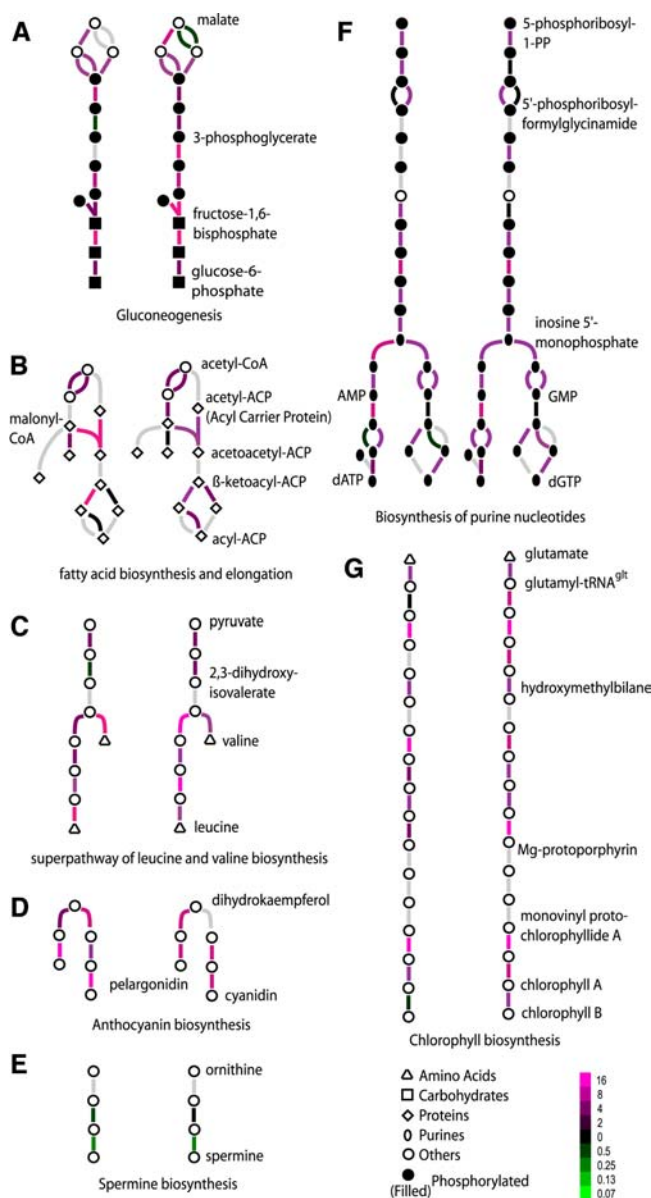 A
malate
3-phosphoglycerate
fructose-1,6-
bisphosphate
glucose-6-
phosphate
Gluconeogenesis
B
acetyl-CoA
acetyl-ACP
(Acyl Carrier Protein)
malonyl-
CoA
acetoacetyl-ACP
ß-ketoacyl-ACP
acyl-ACP
fatty acid biosynthesis and elongation
C
pyruvate
2,3-dihydroxy-
isovalerate
valine
leucine
superpathway of leucine and valine biosynthesis
D
dihydrokaempferol
pelargonidin
cyanidin
Anthocyanin biosynthesis
E
ornithine
spermine
Spermine biosynthesis
F
5-phosphoribosyl-
1-PP
5'-phosphoribosyl-
formylglycinamide
inosine 5'-
monophosphate
AMP
GMP
dATP
dGTP
Biosynthesis of purine nucleotides
G
glutamate
glutamyl-tRNAglt
hydroxymethylbilane
Mg-protoporphyrin
monovinyl proto-
chlorophyllide A
chlorophyll A
chlorophyll B
Chlorophyll biosynthesis
Amino Acids
Carbohydrates
Proteins
Purines
Others
Phosphorylated
(Filled)
16
8
4
2
0
0.5
0.25
0.13
0.07